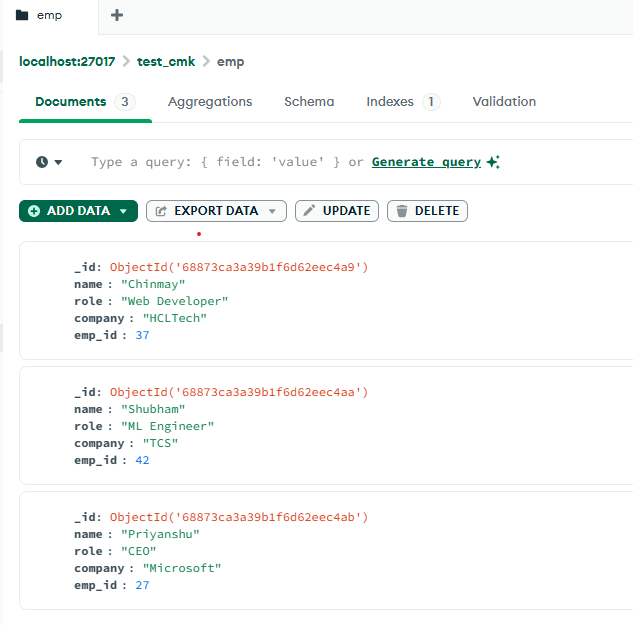 emp
localhost:27017 > test_cmk > emp
Documents 3 Aggregations Schema Indexes 1 Validation
Type a query: { field: 'value' } or Generate query
ADD DATA EXPORT DATA UPDATE DELETE
_id: ObjectId('68873ca3a39b1f6d62eec4a9')
name : "Chinmay"
role : "Web Developer"
company : "HCLTech"
emp_id : 37
_id: ObjectId('68873ca3a39b1f6d62eec4aa')
name : "Shubham"
role : "ML Engineer"
company : "TCS"
emp_id : 42
_id: ObjectId('68873ca3a39b1f6d62eec4ab')
name : "Priyanshu"
role : "CEO"
company : "Microsoft"
emp_id : 27